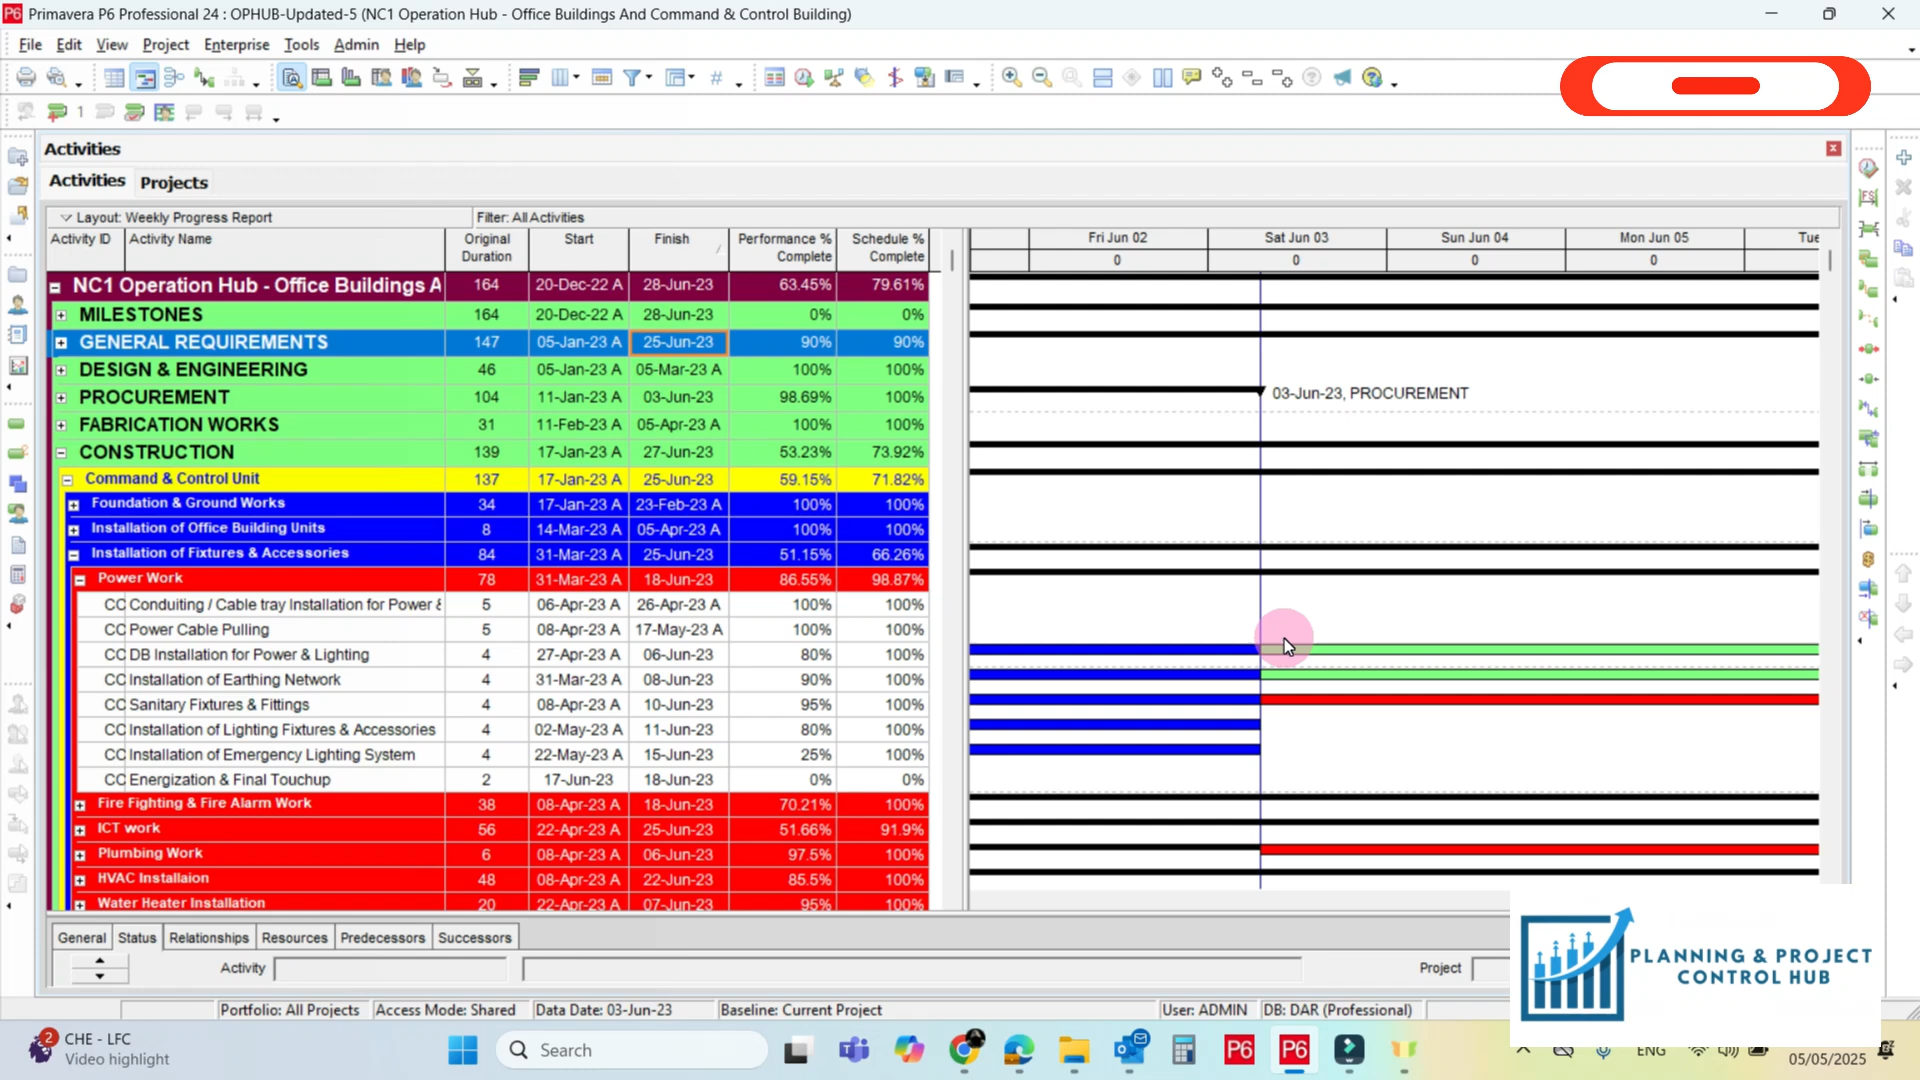 Primavera P6 Professional 24 : OPHUB-Updated-5 (NC1 Operation Hub - Office Buildings And Command & Control Building)
File Edit View Project Enterprise Tools Admin Help
Activities
Activities Projects
Layout: Weekly Progress Report Filter: All Activities
Activity ID Activity Name Original Duration Start Finish Performance % Complete Schedule % Complete
Fri Jun 02 Sat Jun 03 Sun Jun 04 Mon Jun 05 Tue
0 0 0 0
NC1 Operation Hub - Office Buildings A 164 20-Dec-22 A 28-Jun-23 63.45% 79.61%
MILESTONES 164 20-Dec-22 A 28-Jun-23 0% 0%
GENERAL REQUIREMENTS 147 05-Jan-23 A 25-Jun-23 90% 90%
DESIGN & ENGINEERING 46 05-Jan-23 A 05-Mar-23 A 100% 100%
PROCUREMENT 104 11-Jan-23 A 03-Jun-23 98.69% 100%
03-Jun-23, PROCUREMENT
FABRICATION WORKS 31 11-Feb-23 A 05-Apr-23 A 100% 100%
CONSTRUCTION 139 17-Jan-23 A 27-Jun-23 53.23% 73.92%
Command & Control Unit 137 17-Jan-23 A 25-Jun-23 59.15% 71.82%
Foundation & Ground Works 34 17-Jan-23 A 23-Feb-23 A 100% 100%
Installation of Office Building Units 8 14-Mar-23 A 05-Apr-23 A 100% 100%
Installation of Fixtures & Accessories 84 31-Mar-23 A 25-Jun-23 51.15% 66.26%
Power Work 78 31-Mar-23 A 18-Jun-23 86.55% 98.87%
CC Conduiting / Cable tray Installation for Power & 5 06-Apr-23 A 26-Apr-23 A 100% 100%
CC Power Cable Pulling 5 08-Apr-23 A 17-May-23 A 100% 100%
CC DB Installation for Power & Lighting 4 27-Apr-23 A 06-Jun-23 80% 100%
CC Installation of Earthing Network 4 31-Mar-23 A 08-Jun-23 90% 100%
CC Sanitary Fixtures & Fittings 4 08-Apr-23 A 10-Jun-23 95% 100%
CC Installation of Lighting Fixtures & Accessories 4 02-May-23 A 11-Jun-23 80% 100%
CC Installation of Emergency Lighting System 4 22-May-23 A 15-Jun-23 25% 100%
CC Energization & Final Touchup 2 17-Jun-23 18-Jun-23 0% 0%
Fire Fighting & Fire Alarm Work 38 08-Apr-23 A 18-Jun-23 70.21% 100%
ICT work 56 22-Apr-23 A 25-Jun-23 51.66% 91.9%
Plumbing Work 6 08-Apr-23 A 06-Jun-23 97.5% 100%
HVAC Installaion 48 08-Apr-23 A 22-Jun-23 85.5% 100%
Water Heater Installation 20 22-Apr-23 A 07-Jun-23 95% 100%
General Status Relationships Resources Predecessors Successors
Activity Project
PLANNING & PROJECT
CONTROL HUB
Portfolio: All Projects Access Mode: Shared Data Date: 03-Jun-23 Baseline: Current Project User: ADMIN DB: DAR (Professional)
2 CHE - LFC
Video highlight
Search
P6 P6
ENG
05/05/2025